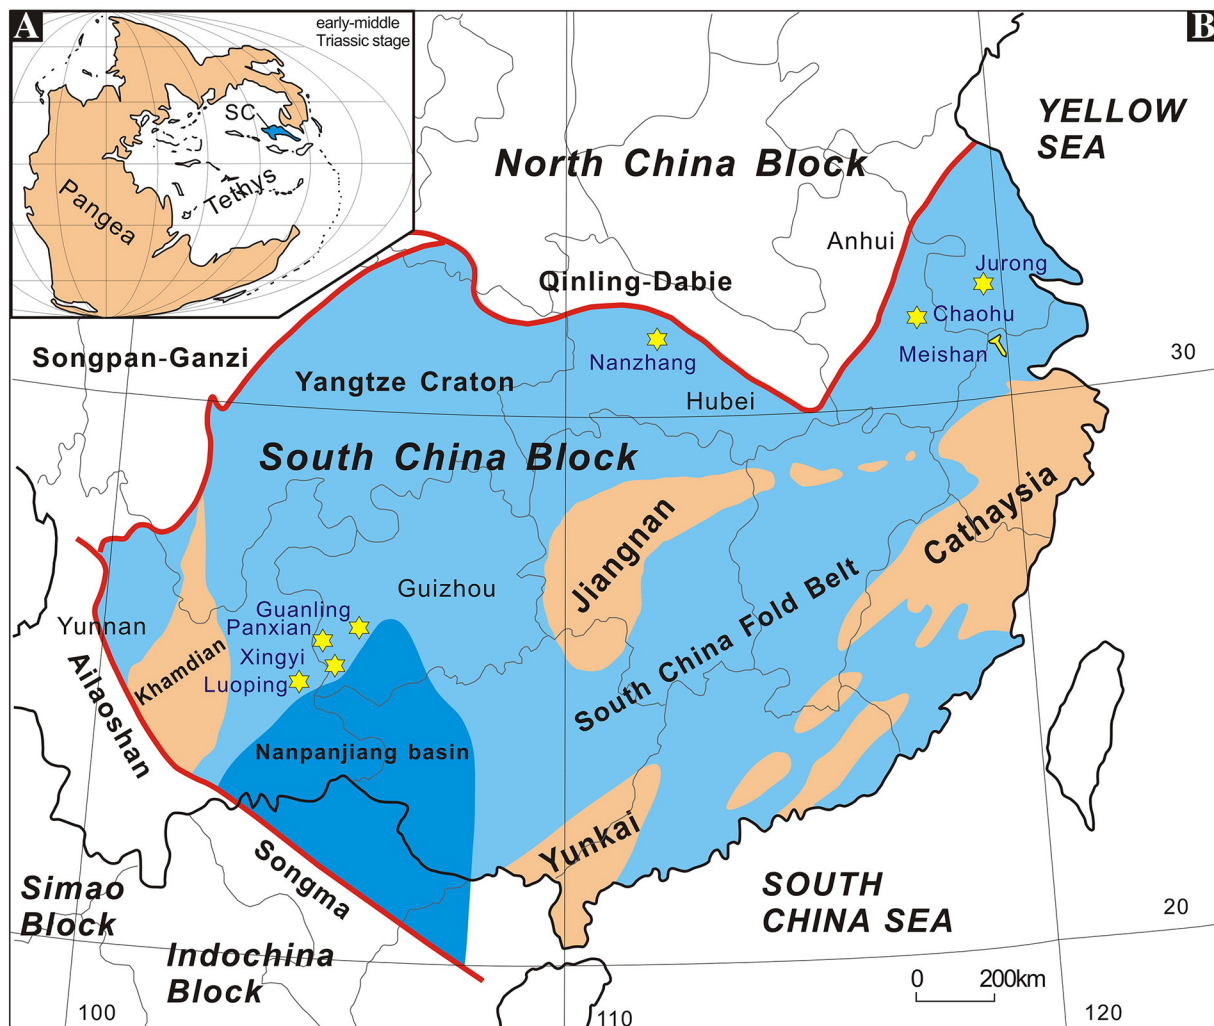 A
early-middle
Triassic stage
SC
Pangea
Tethys
B
YELLOW
SEA
North China Block
Anhui
Jurong
Qinling-Dabie
Chaohu
Meishan
Songpan-Ganzi
Nanzhang
30
Yangtze Craton
Hubei
South China Block
Cathaysia
Jiangnan
Guizhou
South China Fold Belt
Guanling
Yunnan
Panxian
Xingyi
Khamdian
Luoping
Ailaoshan
Nanpanjiang basin
Yunkai
Songma
Simao
Block
SOUTH
CHINA SEA
20
Indochina
Block
0
200km
100
110
120